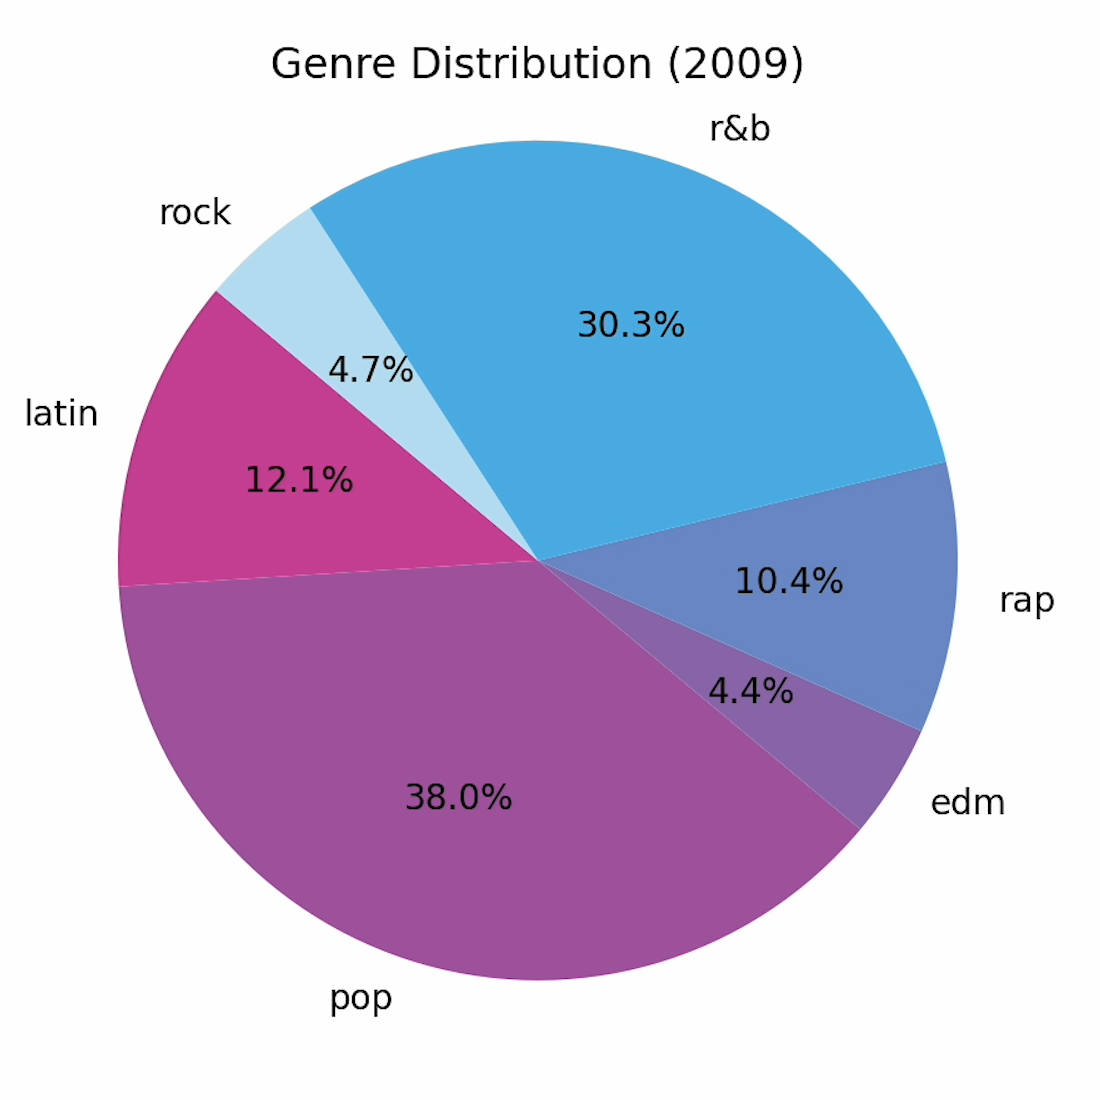 Genre Distribution (2009)
r&b
rock
30.3%
4.7%
latin
12.1%
10.4%
rap
4.4%
38.0%
edm
pop